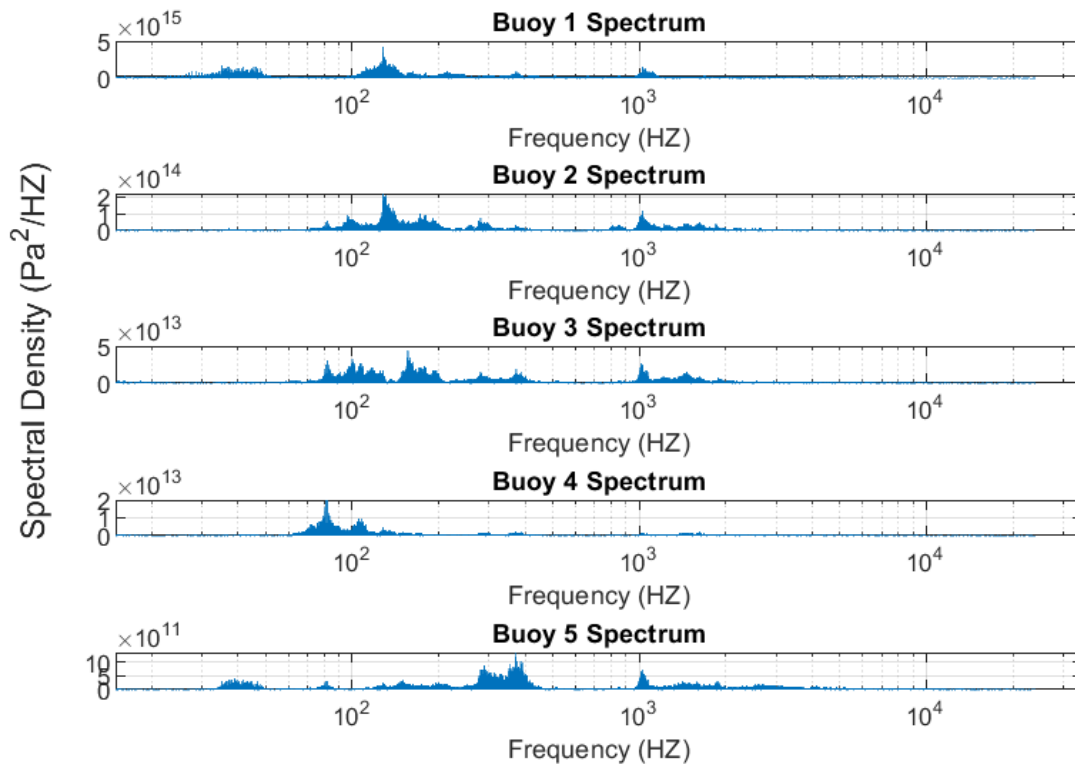 Spectral Density (Pa²/HZ)
Buoy 1 Spectrum
×10¹⁵
5
0
10² 10³ 10⁴
Frequency (HZ)
Buoy 2 Spectrum
×10¹⁴
2
1
0
10² 10³ 10⁴
Frequency (HZ)
Buoy 3 Spectrum
×10¹³
5
0
10² 10³ 10⁴
Frequency (HZ)
Buoy 4 Spectrum
×10¹³
2
1
0
10² 10³ 10⁴
Frequency (HZ)
Buoy 5 Spectrum
×10¹¹
10
5
0
10² 10³ 10⁴
Frequency (HZ)